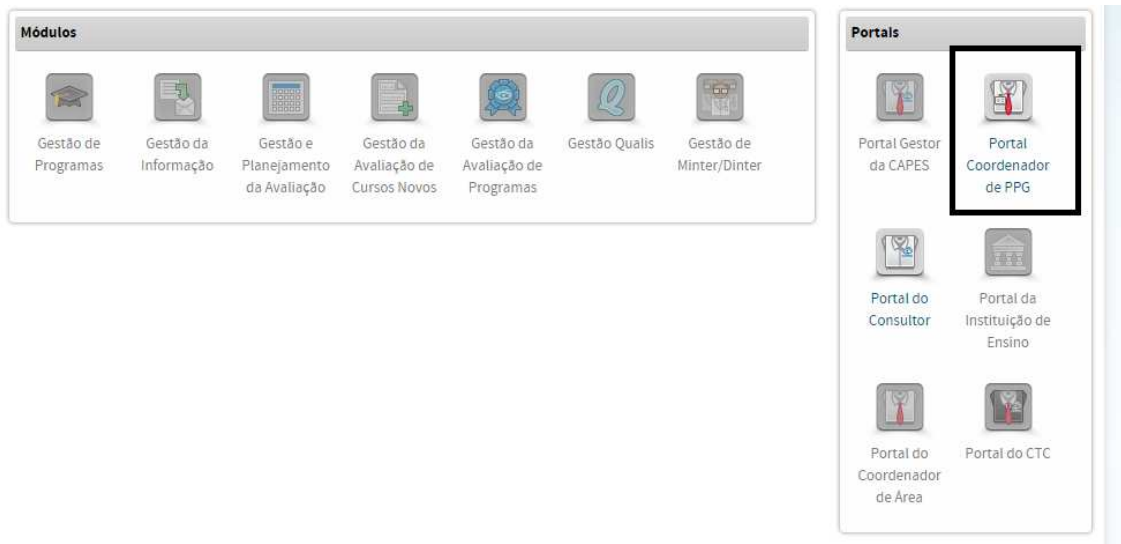 Módulos
Gestão de
Programas
Gestão da
Informação
Gestão e
Planejamento
da Avaliação
Gestão da
Avaliação de
Cursos Novos
Gestão da
Avaliação de
Programas
Gestão Qualis
Gestão de
Minter/Dinter
Portais
Portal Gestor
da CAPES
Portal
Coordenador
de PPG
Portal do
Consultor
Portal da
Instituição de
Ensino
Portal do
Coordenador
de Área
Portal do CTC